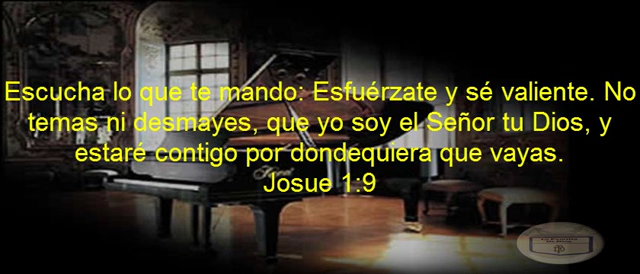 Escucha lo que te mando: Esfuérzate y sé valiente. No
temas ni desmayes, que yo soy el Señor tu Dios, y
estaré contigo por dondequiera que vayas.
Josue 1:9